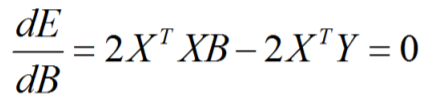 dE/dB = 2X^T XB − 2X^T Y = 0